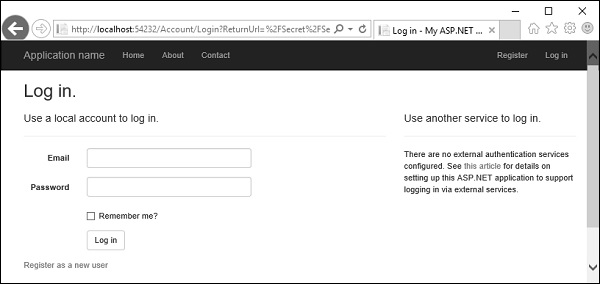 http://localhost:54232/Account/Login?ReturnUrl=%2FSecret%2FSe...
Log in - My ASP.NET ...
Application name Home About Contact Register Log in
Log in.
Use a local account to log in.
Email
Password
Remember me?
Log in
Register as a new user
Use another service to log in.
There are no external authentication services
configured. See this article for details on
setting up this ASP.NET application to support
logging in via external services.